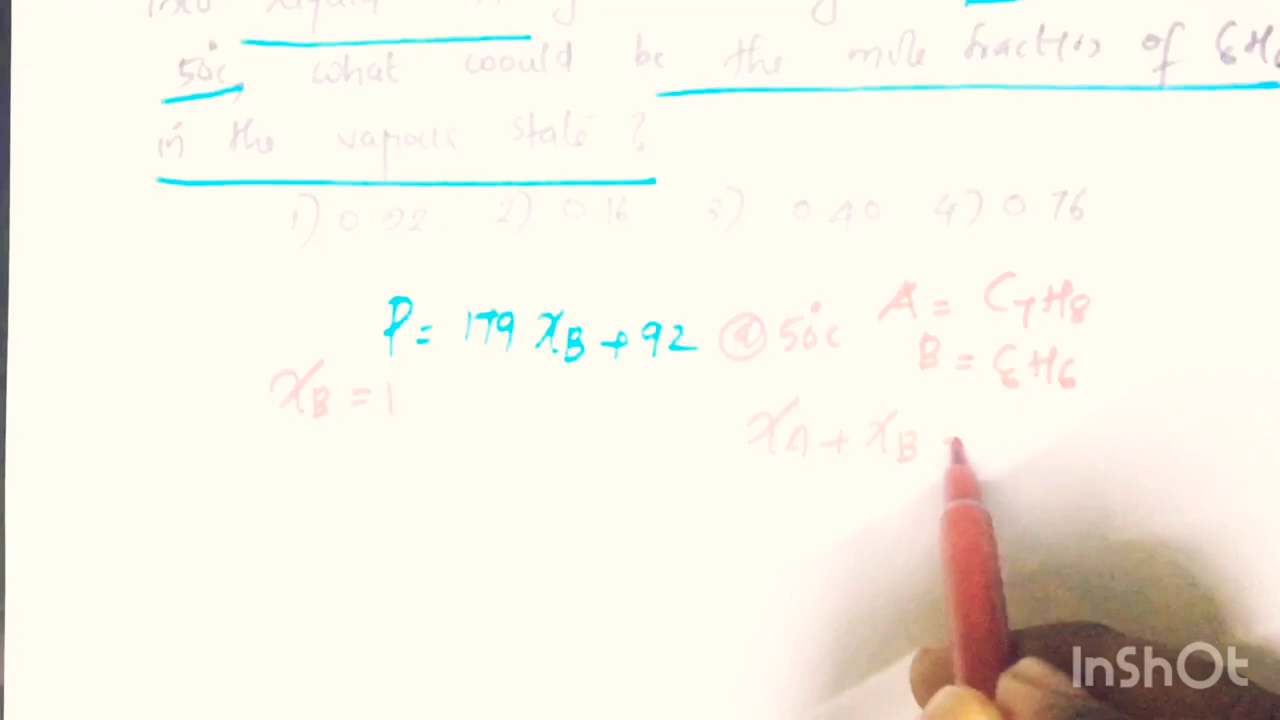 50°C, what would be the mole fraction of C6H6
in the vapour state?
1) 0.92 2) 0.16 3) 0.40 4) 0.76
P = 179 XB + 92 @ 50°C A = C7H8
B = C6H6
XB = 1
XA + XB =
InShOt